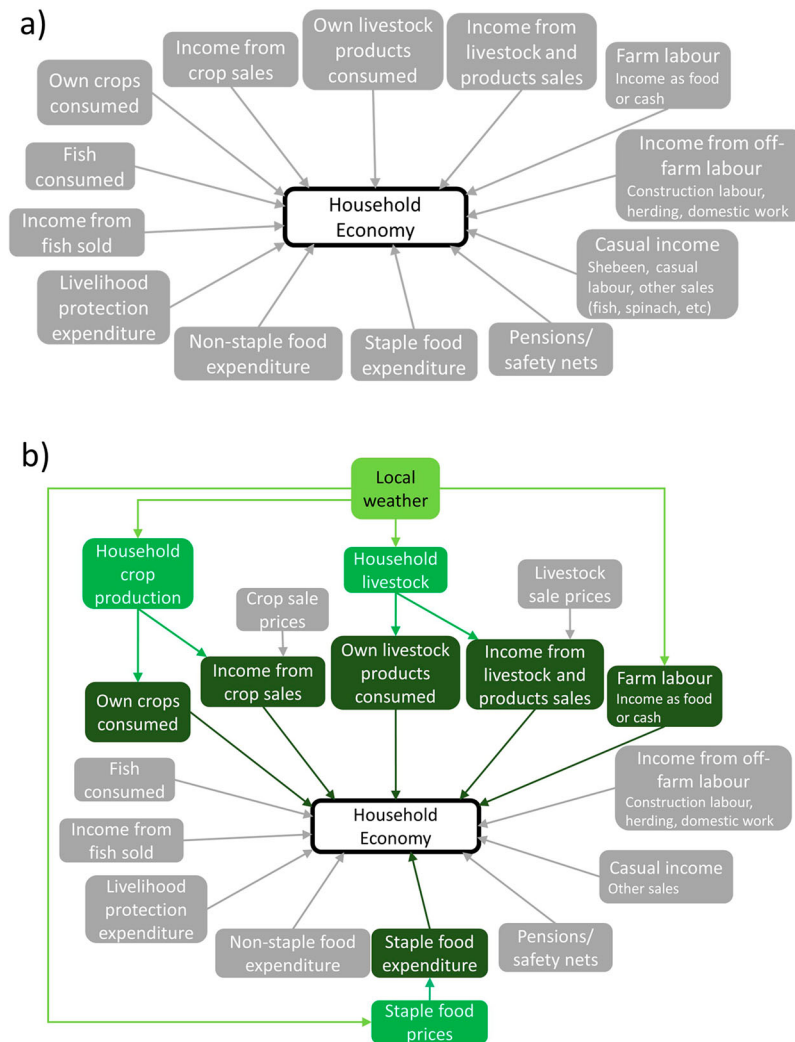 a)
Own crops
consumed
Income from
crop sales
Own livestock
products
consumed
Income from
livestock and
products sales
Farm labour
Income as food
or cash
Fish
consumed
Income from off-
farm labour
Construction labour,
herding, domestic work
Household
Economy
Income from
fish sold
Casual income
Shebeen, casual
labour, other sales
(fish, spinach, etc)
Livelihood
protection
expenditure
Non-staple food
expenditure
Staple food
expenditure
Pensions/
safety nets
b)
Local
weather
Household
crop
production
Household
livestock
Crop sale
prices
Livestock
sale prices
Own crops
consumed
Income from
crop sales
Own livestock
products
consumed
Income from
livestock and
products sales
Farm labour
Income as food
or cash
Fish
consumed
Income from off-
farm labour
Construction labour,
herding, domestic work
Household
Economy
Income from
fish sold
Casual income
Other sales
Livelihood
protection
expenditure
Non-staple food
expenditure
Staple food
expenditure
Pensions/
safety nets
Staple food
prices